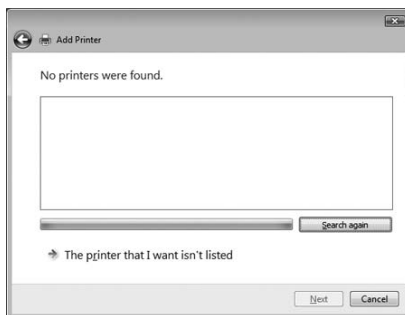 Add Printer
No printers were found.
Search again
The printer that I want isn't listed
Next
Cancel